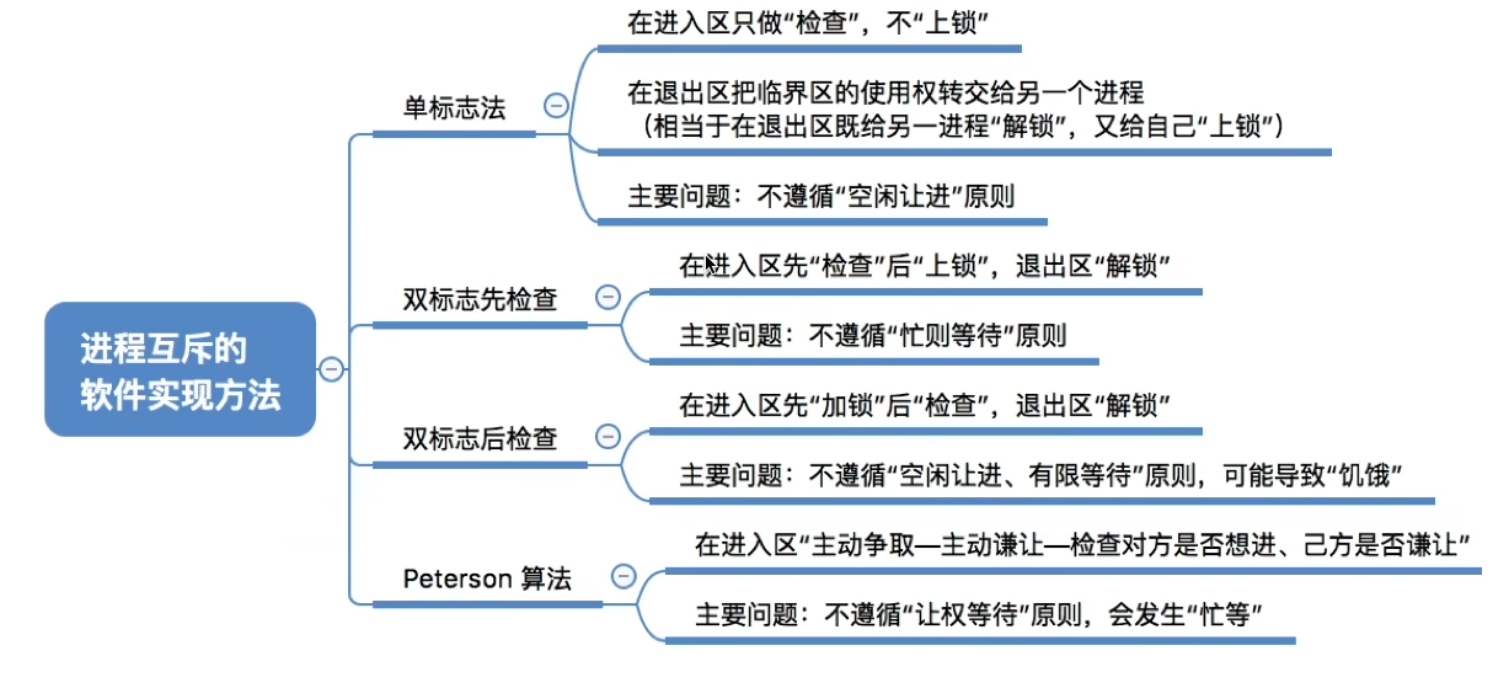 进程互斥的
软件实现方法
单标志法
在进入区只做“检查”，不“上锁”
在退出区把临界区的使用权转交给另一个进程
（相当于在退出区既给另一进程“解锁”，又给自己“上锁”）
主要问题：不遵循“空闲让进”原则
双标志先检查
在进入区先“检查”后“上锁”，退出区“解锁”
主要问题：不遵循“忙则等待”原则
双标志后检查
在进入区先“加锁”后“检查”，退出区“解锁”
主要问题：不遵循“空闲让进、有限等待”原则，可能导致“饥饿”
Peterson 算法
在进入区“主动争取—主动谦让—检查对方是否想进、己方是否谦让”
主要问题：不遵循“让权等待”原则，会发生“忙等”